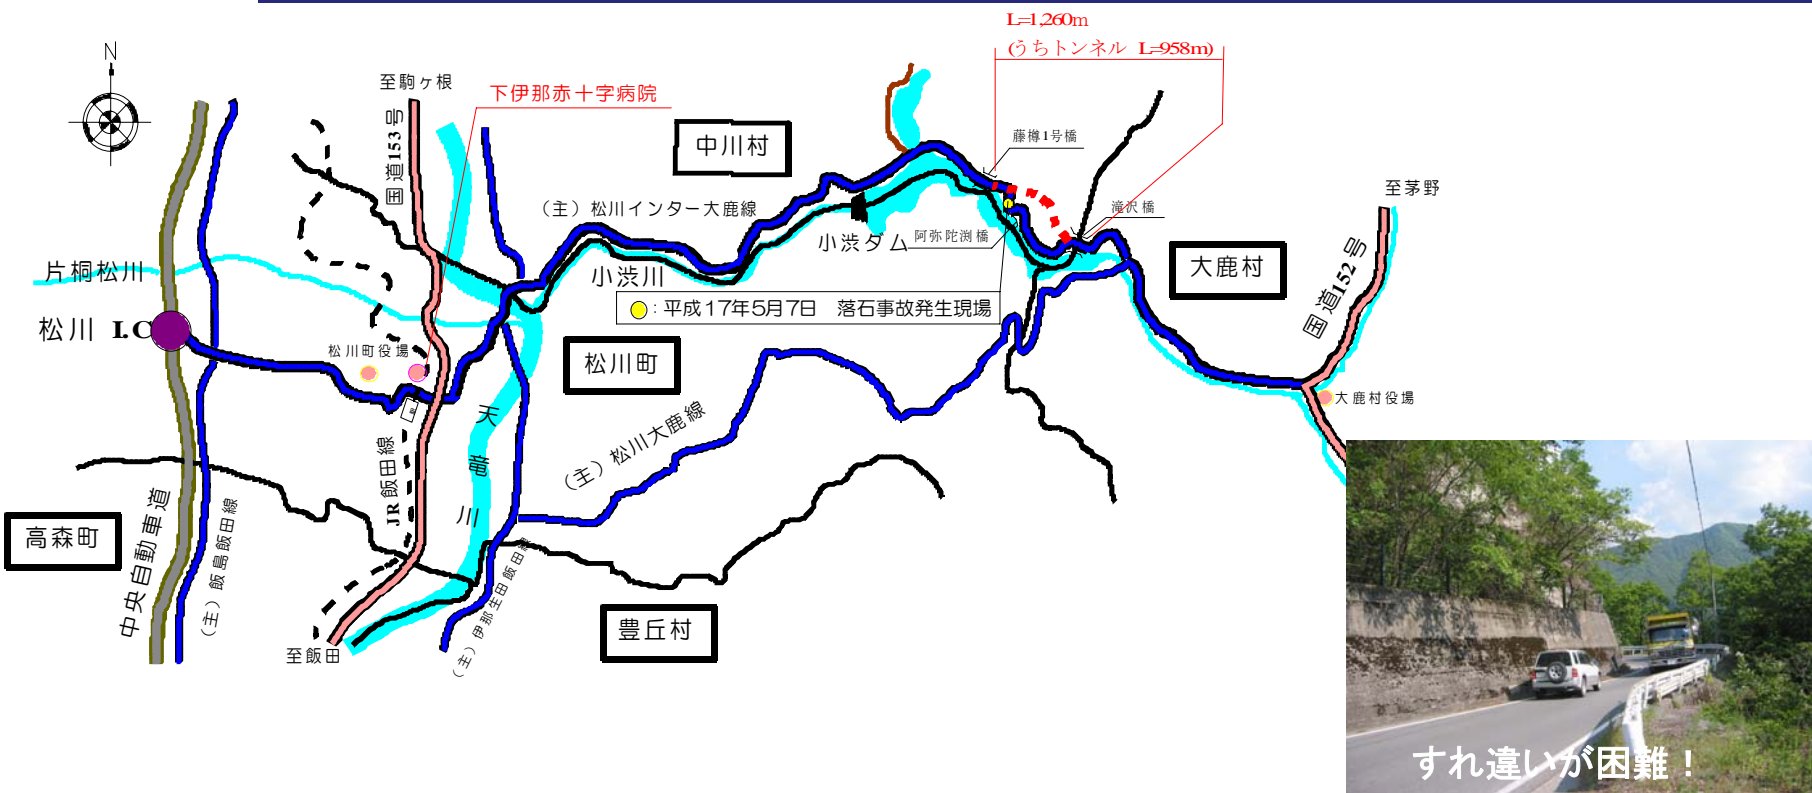 L=1,260m
(うちトンネル L=958m)
N
至駒ヶ根
下伊那赤十字病院
国道153号
中川村
藤樽1号橋
至茅野
(主)松川インター大鹿線
滝沢橋
小渋ダム
阿弥陀渕橋
大鹿村
片桐松川
小渋川
国道152号
:平成17年5月7日 落石事故発生現場
松川 I.C
松川町役場
松川町
大鹿村役場
天竜川
(主)松川大鹿線
JR飯田線
高森町
中央自動車道
(主)飯島飯田線
(主)伊那生田飯田線
豊丘村
至飯田
すれ違いが困難!